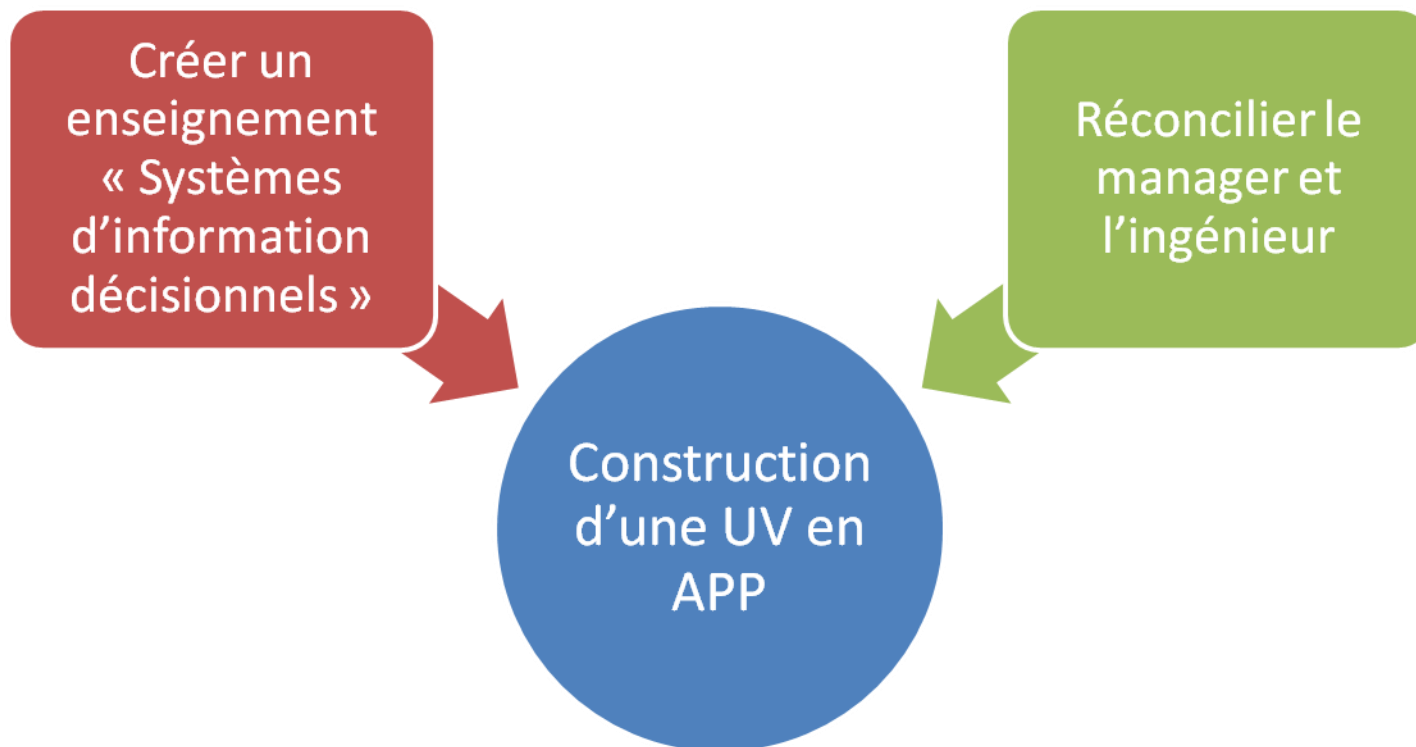 Créer un
enseignement
« Systèmes
d’information
décisionnels »
Réconcilier le
manager et
l’ingénieur
Construction
d’une UV en
APP